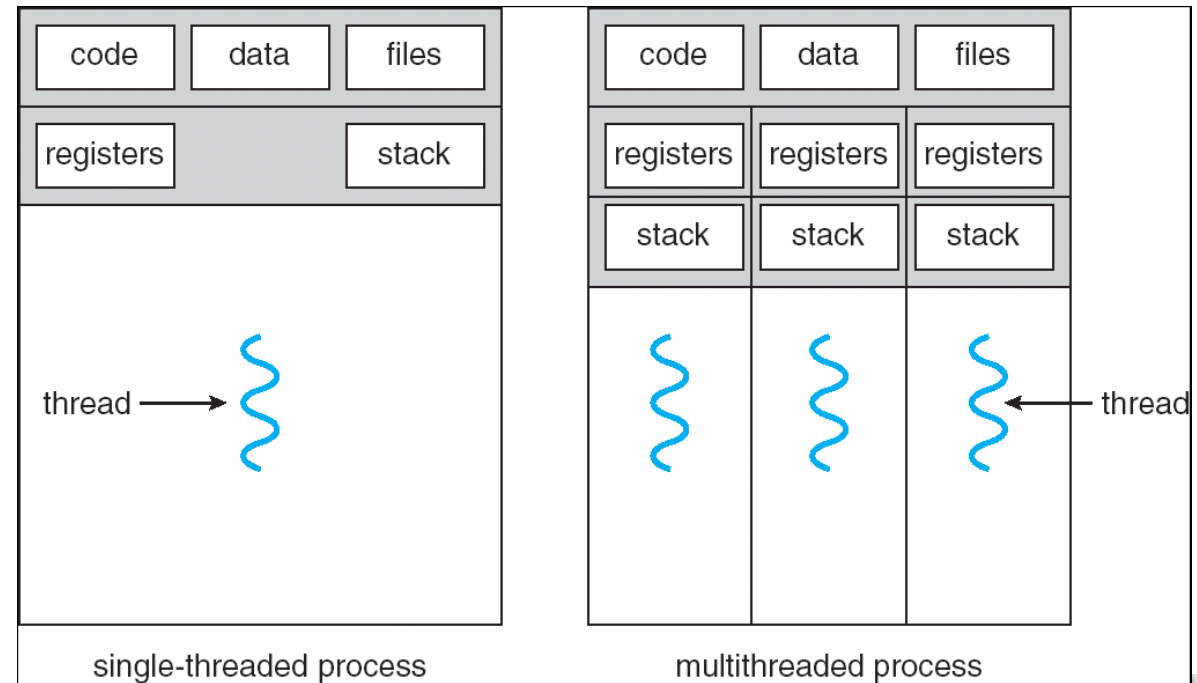 code data files
registers stack
thread
single-threaded process
code data files
registers registers registers
stack stack stack
thread
multithreaded process